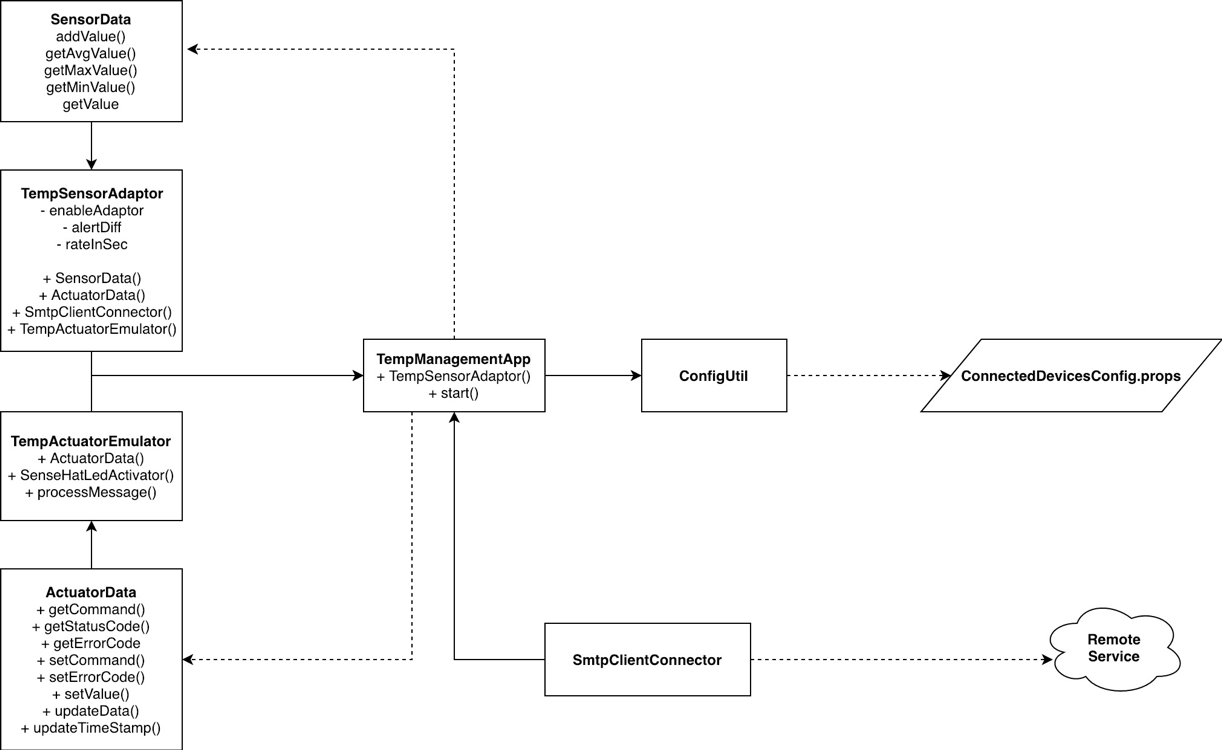 SensorData
addValue()
getAvgValue()
getMaxValue()
getMinValue()
getValue
TempSensorAdaptor
- enableAdaptor
- alertDiff
- rateInSec
+ SensorData()
+ ActuatorData()
+ SmtpClientConnector()
+ TempActuatorEmulator()
TempManagementApp
+ TempSensorAdaptor()
+ start()
ConfigUtil
ConnectedDevicesConfig.props
TempActuatorEmulator
+ ActuatorData()
+ SenseHatLedActivator()
+ processMessage()
ActuatorData
+ getCommand()
+ getStatusCode()
+ getErrorCode
+ setCommand()
+ setErrorCode()
+ setValue()
+ updateData()
+ updateTimeStamp()
SmtpClientConnector
Remote
Service